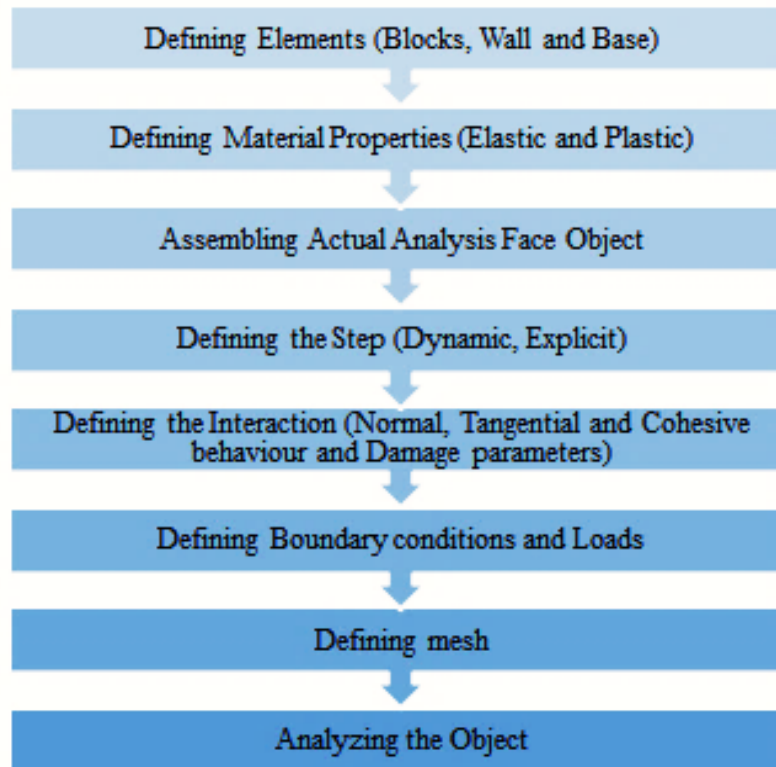 Defining Elements (Blocks, Wall and Base)
Defining Material Properties (Elastic and Plastic)
Assembling Actual Analysis Face Object
Defining the Step (Dynamic, Explicit)
Defining the Interaction (Normal, Tangential and Cohesive
behaviour and Damage parameters)
Defining Boundary conditions and Loads
Defining mesh
Analyzing the Object